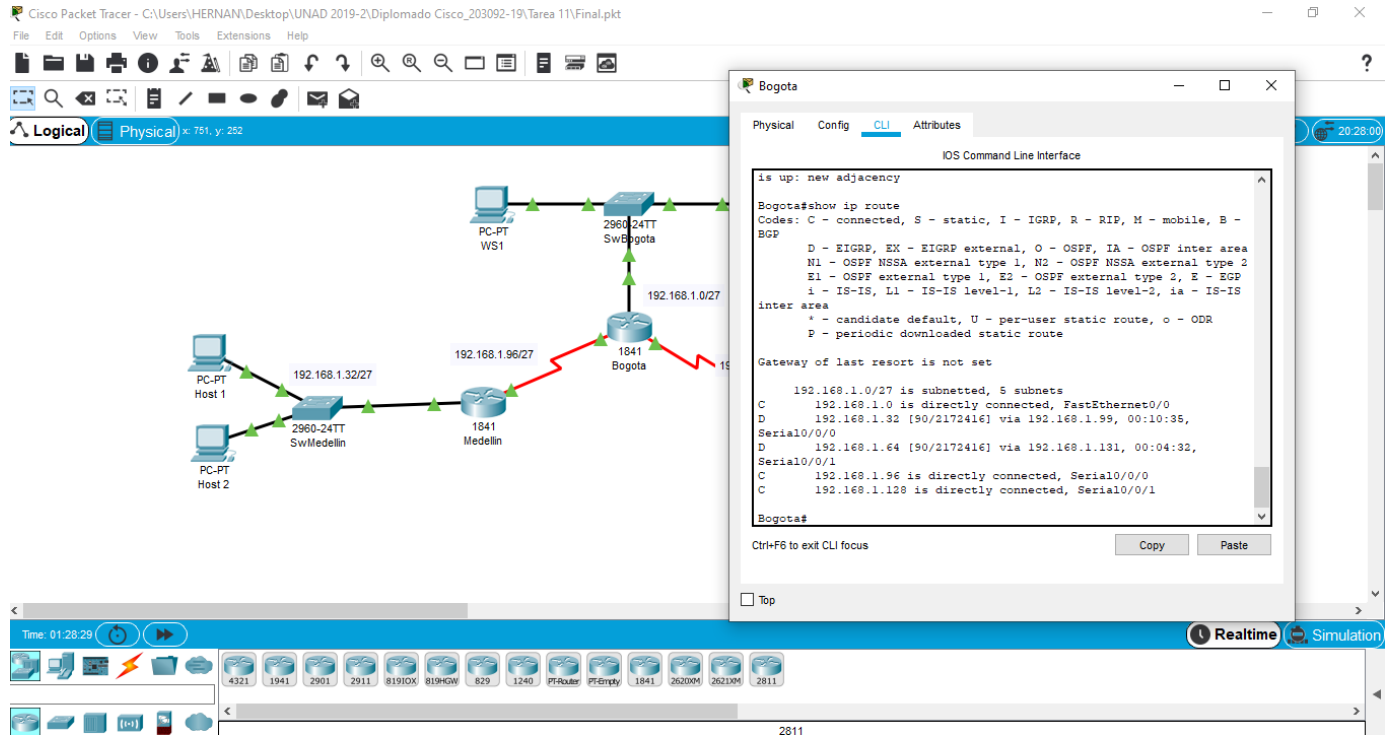 Cisco Packet Tracer - C:\Users\HERNAN\Desktop\UNAD 2019-2\Diplomado Cisco_203092-19\Tarea 11\Final.pkt
File Edit Options View Tools Extensions Help
?
Logical Physical x: 751, y: 252
20:28:00
PC-PT
WS1
2960-24TT
SwBogota
192.168.1.0/27
1841
Bogota
19
192.168.1.96/27
PC-PT
Host 1
192.168.1.32/27
2960-24TT
SwMedellin
1841
Medellin
PC-PT
Host 2
Bogota
Physical Config CLI Attributes
IOS Command Line Interface
is up: new adjacency
Bogota#show ip route
Codes: C - connected, S - static, I - IGRP, R - RIP, M - mobile, B -
BGP
D - EIGRP, EX - EIGRP external, O - OSPF, IA - OSPF inter area
N1 - OSPF NSSA external type 1, N2 - OSPF NSSA external type 2
E1 - OSPF external type 1, E2 - OSPF external type 2, E - EGP
i - IS-IS, L1 - IS-IS level-1, L2 - IS-IS level-2, ia - IS-IS
inter area
* - candidate default, U - per-user static route, o - ODR
P - periodic downloaded static route
Gateway of last resort is not set
192.168.1.0/27 is subnetted, 5 subnets
C 192.168.1.0 is directly connected, FastEthernet0/0
D 192.168.1.32 [90/2172416] via 192.168.1.99, 00:10:35,
Serial0/0/0
D 192.168.1.64 [90/2172416] via 192.168.1.131, 00:04:32,
Serial0/0/1
C 192.168.1.96 is directly connected, Serial0/0/0
C 192.168.1.128 is directly connected, Serial0/0/1
Bogota#
Ctrl+F6 to exit CLI focus
Copy Paste
Top
Time: 01:28:29
Realtime Simulation
4321 1941 2901 2911 819IOX 819HGW 829 1240 PT-Router PT-Empty 1841 2620XM 2621XM 2811
2811